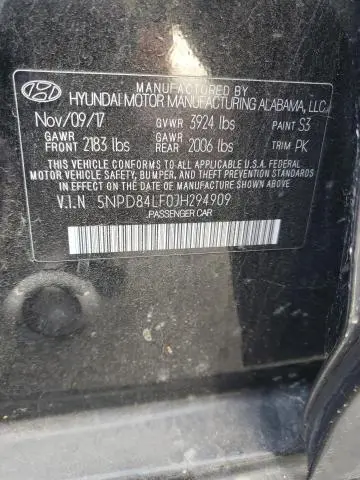 MANUFACTURED BY
HYUNDAI MOTOR MANUFACTURING ALABAMA, LLC.
Nov/09/17 GVWR 3924 lbs PAINT S3
GAWR FRONT 2183 lbs GAWR REAR 2006 lbs TRIM PK
THIS VEHICLE CONFORMS TO ALL APPLICABLE U.S.A. FEDERAL
MOTOR VEHICLE SAFETY, BUMPER, AND THEFT PREVENTION STANDARDS
IN EFFECT ON THE DATE OF MANUFACTURE SHOWN ABOVE.
V.I.N 5NPD84LF0JH294909
PASSENGER CAR